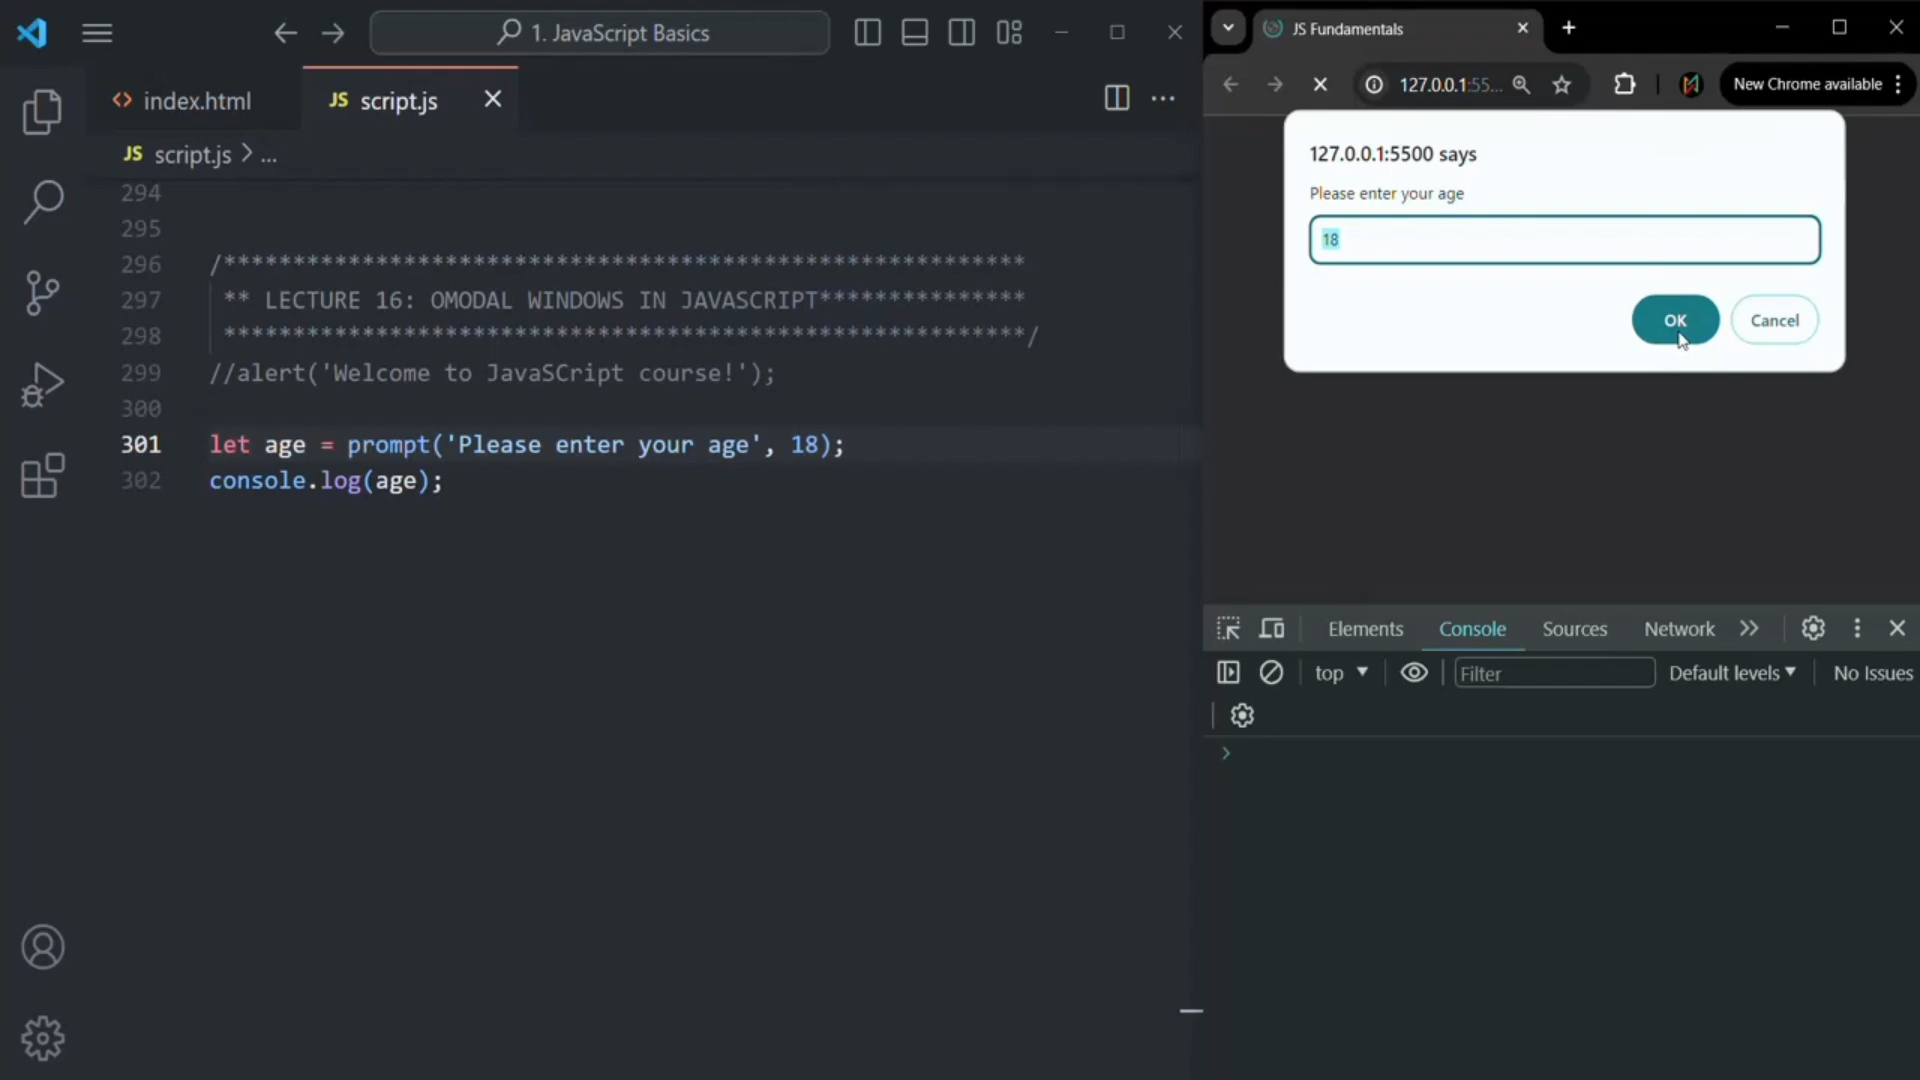 1. JavaScript Basics
index.html
JS script.js
JS script.js > ...
294
295
296 /**********************************************************
297 ** LECTURE 16: OMODAL WINDOWS IN JAVASCRIPT***************
298 **********************************************************/
299 //alert('Welcome to JavaSCript course!');
300
301 let age = prompt('Please enter your age', 18);
302 console.log(age);
JS Fundamentals
127.0.0.1:55...
New Chrome available
127.0.0.1:5500 says
Please enter your age
18
OK
Cancel
Elements Console Sources Network
top Filter Default levels No Issues